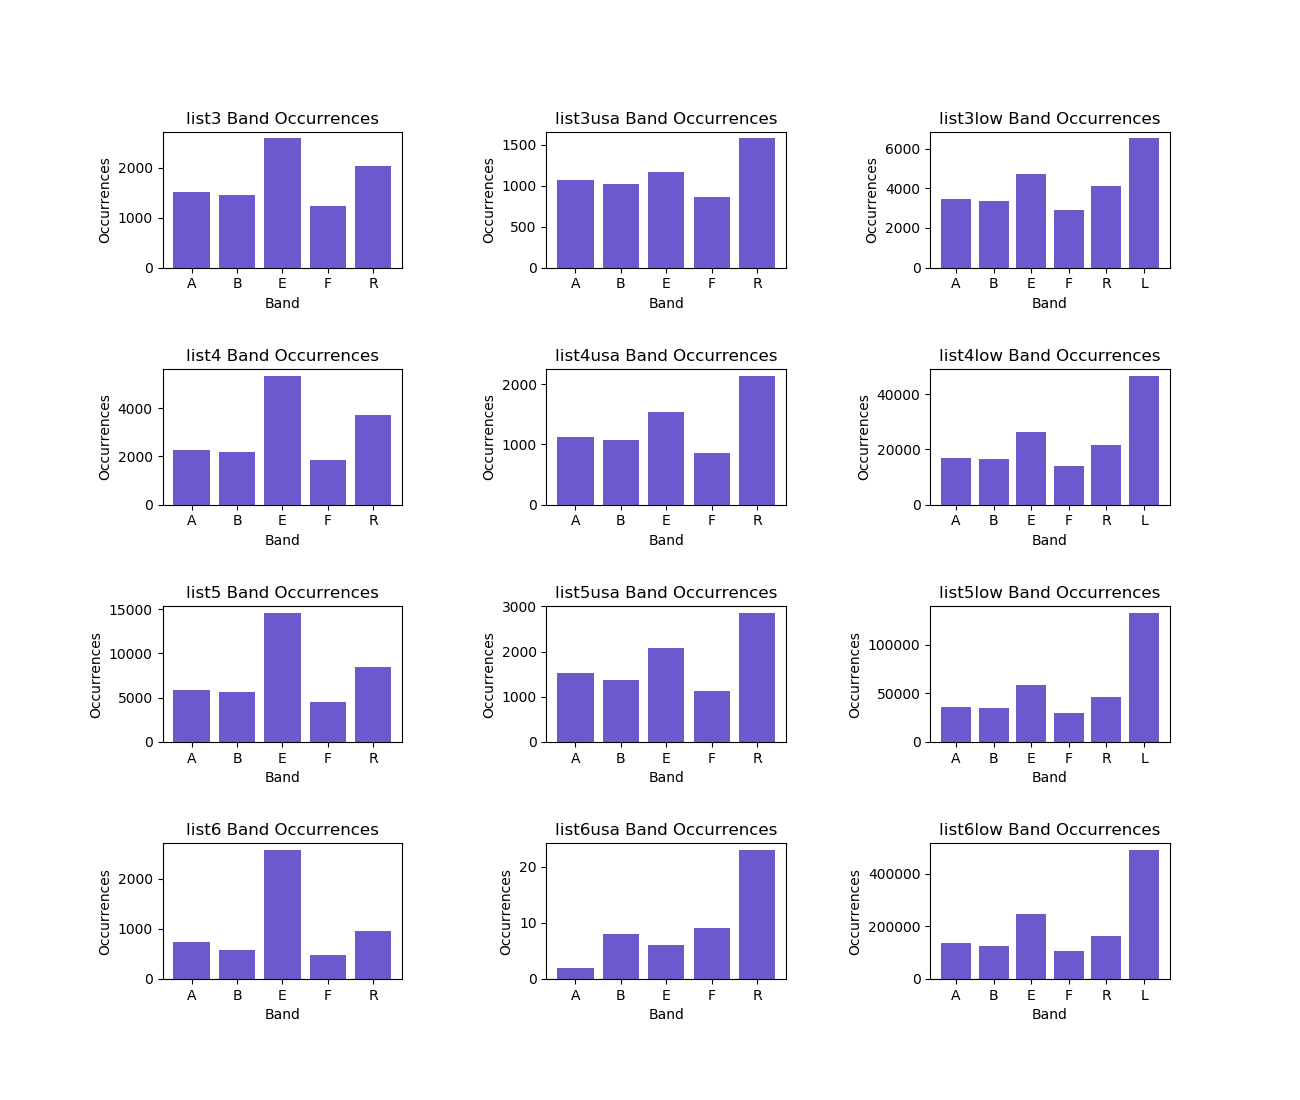 list3 Band Occurrences
Occurrences
2000
1000
0
A B E F R
Band
list3usa Band Occurrences
Occurrences
1500
1000
500
0
A B E F R
Band
list3low Band Occurrences
Occurrences
6000
4000
2000
0
A B E F R L
Band
list4 Band Occurrences
Occurrences
4000
2000
0
A B E F R
Band
list4usa Band Occurrences
Occurrences
2000
1000
0
A B E F R
Band
list4low Band Occurrences
Occurrences
40000
20000
0
A B E F R L
Band
list5 Band Occurrences
Occurrences
15000
10000
5000
0
A B E F R
Band
list5usa Band Occurrences
Occurrences
3000
2000
1000
0
A B E F R
Band
list5low Band Occurrences
Occurrences
100000
50000
0
A B E F R L
Band
list6 Band Occurrences
Occurrences
2000
1000
0
A B E F R
Band
list6usa Band Occurrences
Occurrences
20
10
0
A B E F R
Band
list6low Band Occurrences
Occurrences
400000
200000
0
A B E F R L
Band